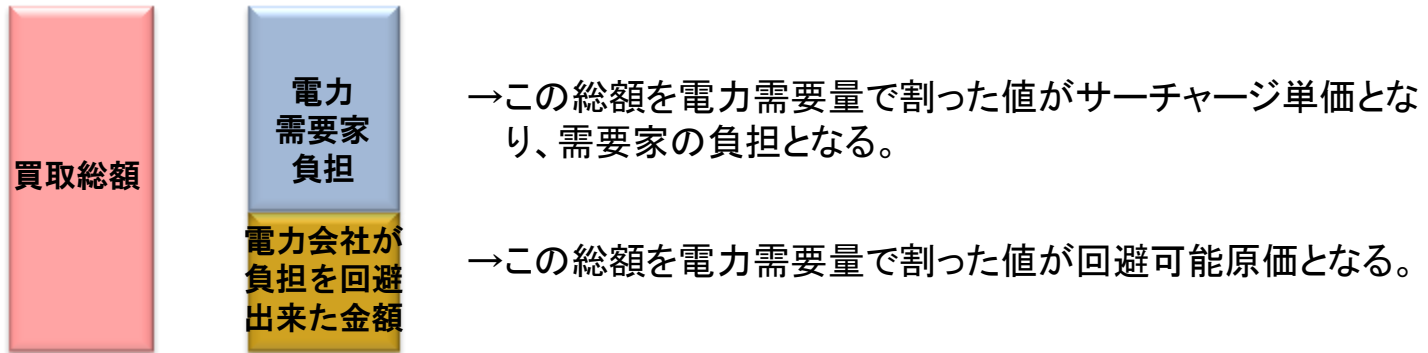 買取総額
電力
需要家
負担
→この総額を電力需要量で割った値がサーチャージ単価とな
り、需要家の負担となる。
電力会社が
負担を回避
出来た金額
→この総額を電力需要量で割った値が回避可能原価となる。